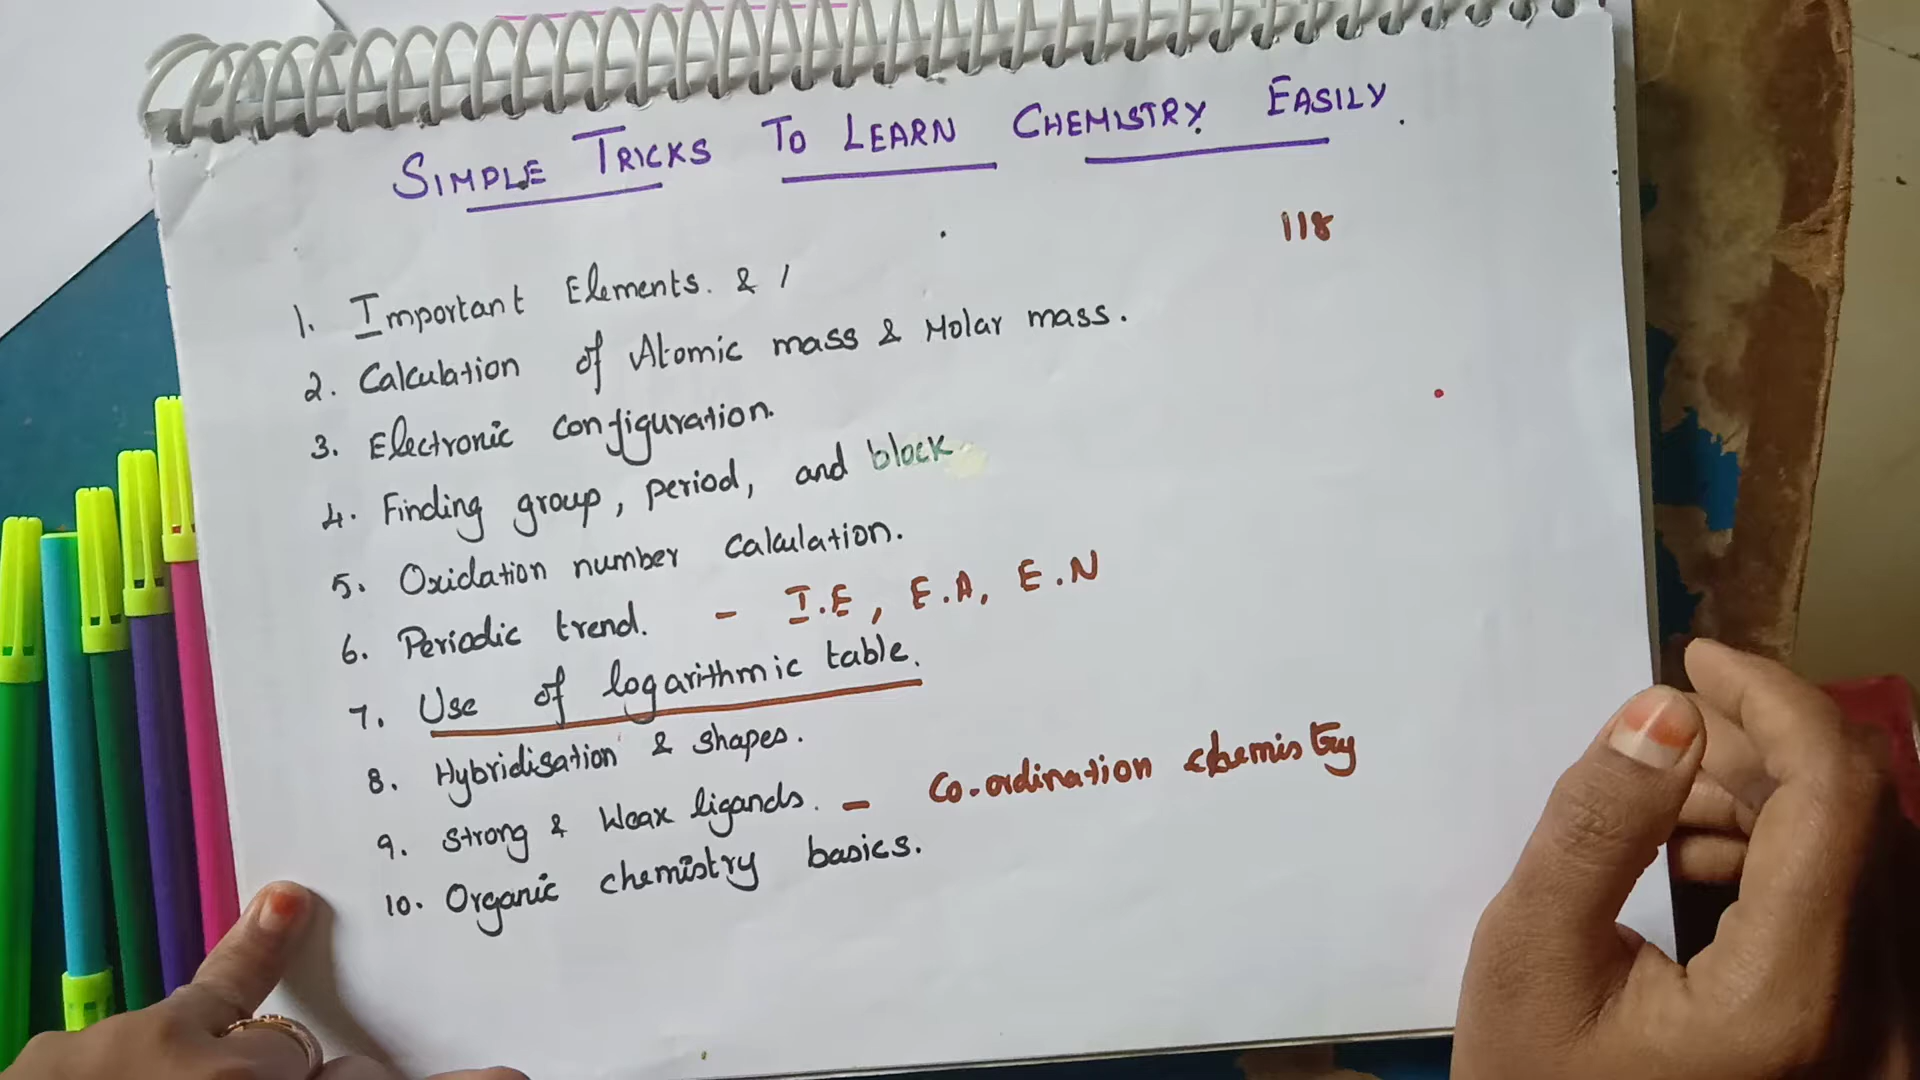 SIMPLE TRICKS TO LEARN CHEMISTRY EASILY.
118
1. Important Elements. & /
2. Calculation of Atomic mass & Molar mass.
3. Electronic configuration.
4. Finding group, period, and block
5. Oxidation number calculation.
6. Periodic trend. - I.E, E.A, E.N
7. Use of logarithmic table.
8. Hybridisation & shapes.
9. Strong & Weak ligands. - Co-ordination chemistry
10. Organic chemistry basics.